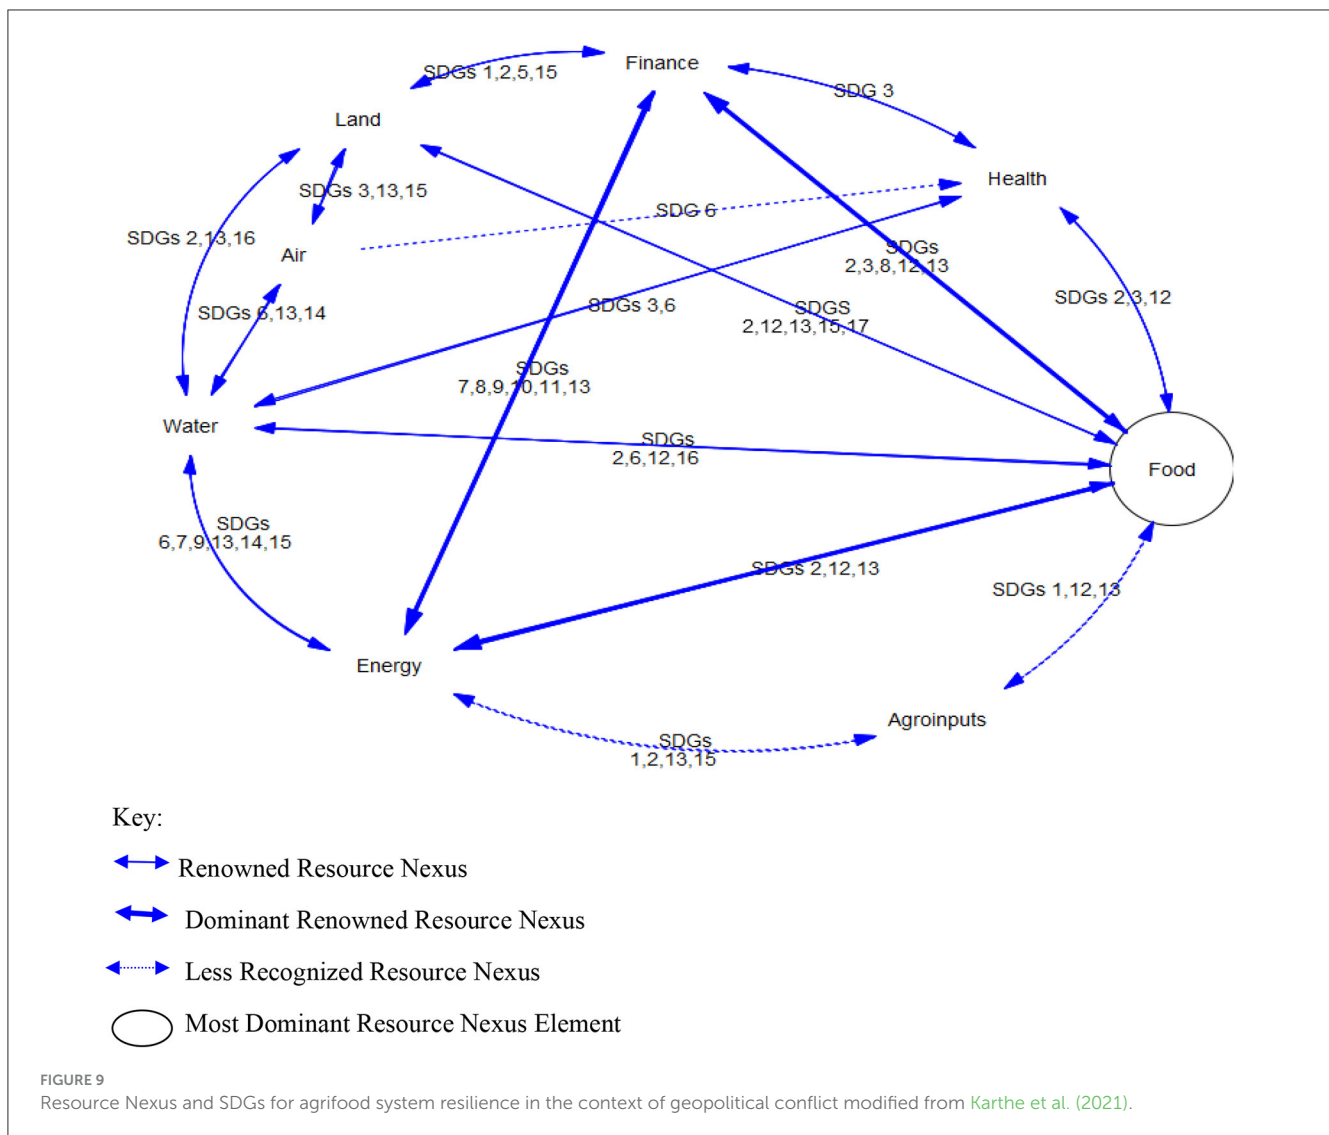 Finance
SDGs 1,2,5,15
SDG 3
Land
Health
SDGs 3,13,15
SDG 6
SDGs 2,13,16
Air
SDGs
2,3,8,12,13
SDGs 2,3,12
SDGs 6,13,14
SDGs 3,6
SDGS
2,12,13,15,17
SDGs
7,8,9,10,11,13
Water
SDGs
2,6,12,16
Food
SDGs
6,7,9,13,14,15
SDGs 2,12,13
SDGs 1,12,13
Energy
Agroinputs
SDGs
1,2,13,15
Key:
Renowned Resource Nexus
Dominant Renowned Resource Nexus
Less Recognized Resource Nexus
Most Dominant Resource Nexus Element
FIGURE 9
Resource Nexus and SDGs for agrifood system resilience in the context of geopolitical conflict modified from Karthe et al. (2021).